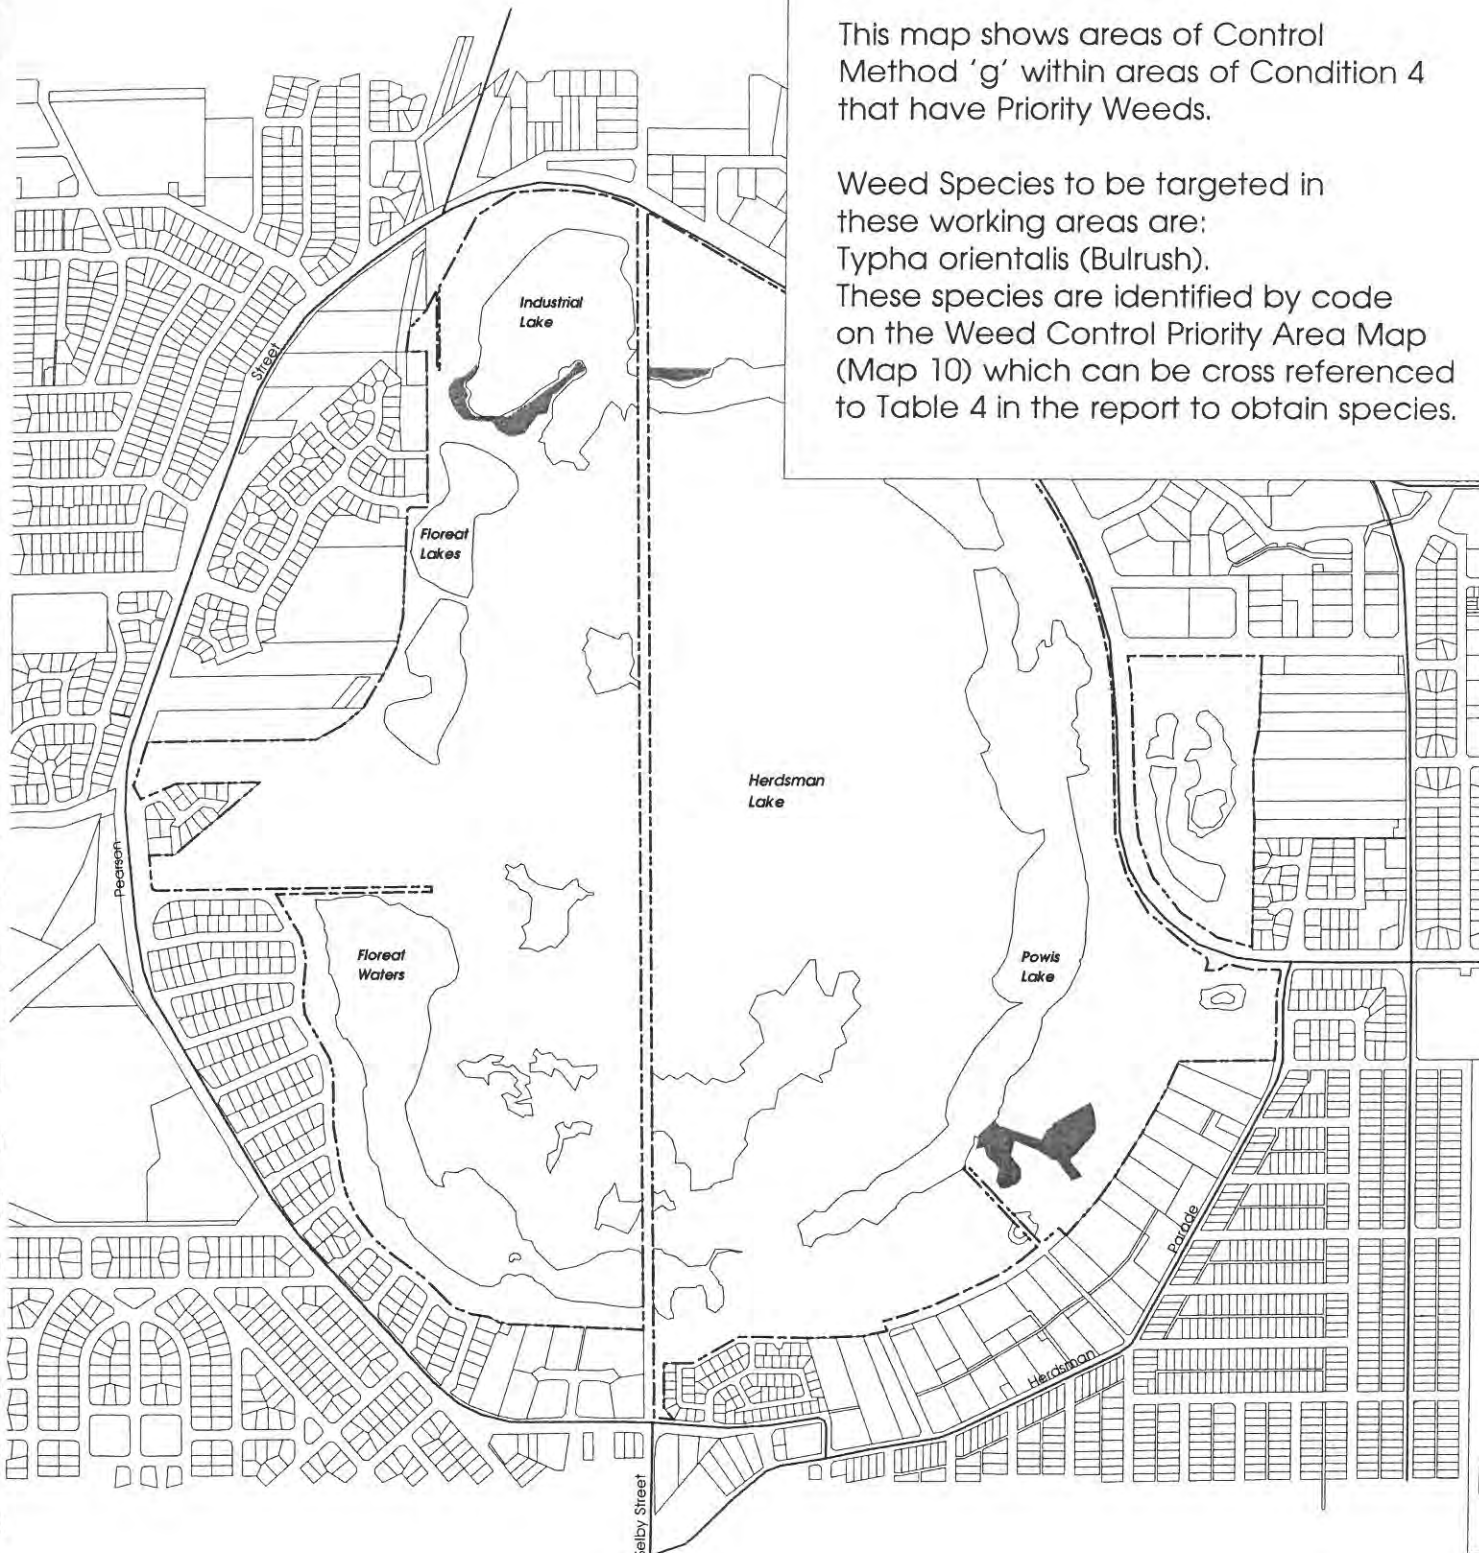 This map shows areas of Control
Method ‘g’ within areas of Condition 4
that have Priority Weeds.
Weed Species to be targeted in
these working areas are:
Typha orientalis (Bulrush).
These species are identified by code
on the Weed Control Priority Area Map
(Map 10) which can be cross referenced
to Table 4 in the report to obtain species.
Industrial
Lake
Street
Floreat
Lakes
Herdsman
Lake
Pearson
Floreat
Waters
Powis
Lake
Parade
Herdsman
Selby Street